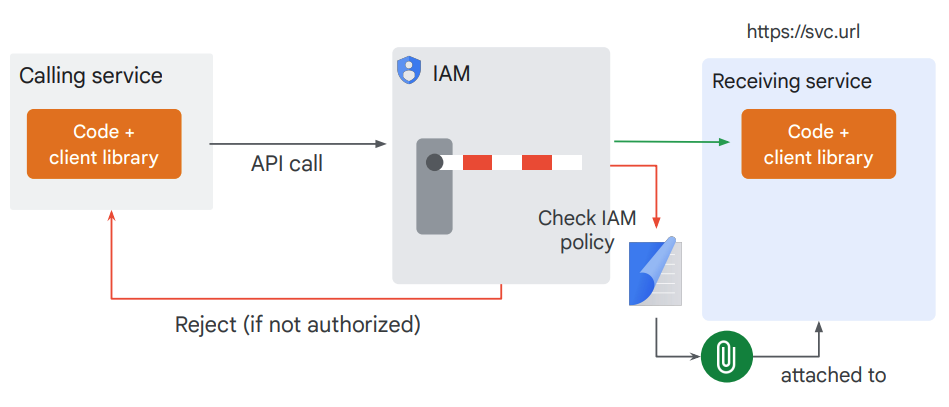 https://svc.url
Calling service
Code +
client library
API call
IAM
Receiving service
Code +
client library
Check IAM
policy
Reject (if not authorized)
attached to